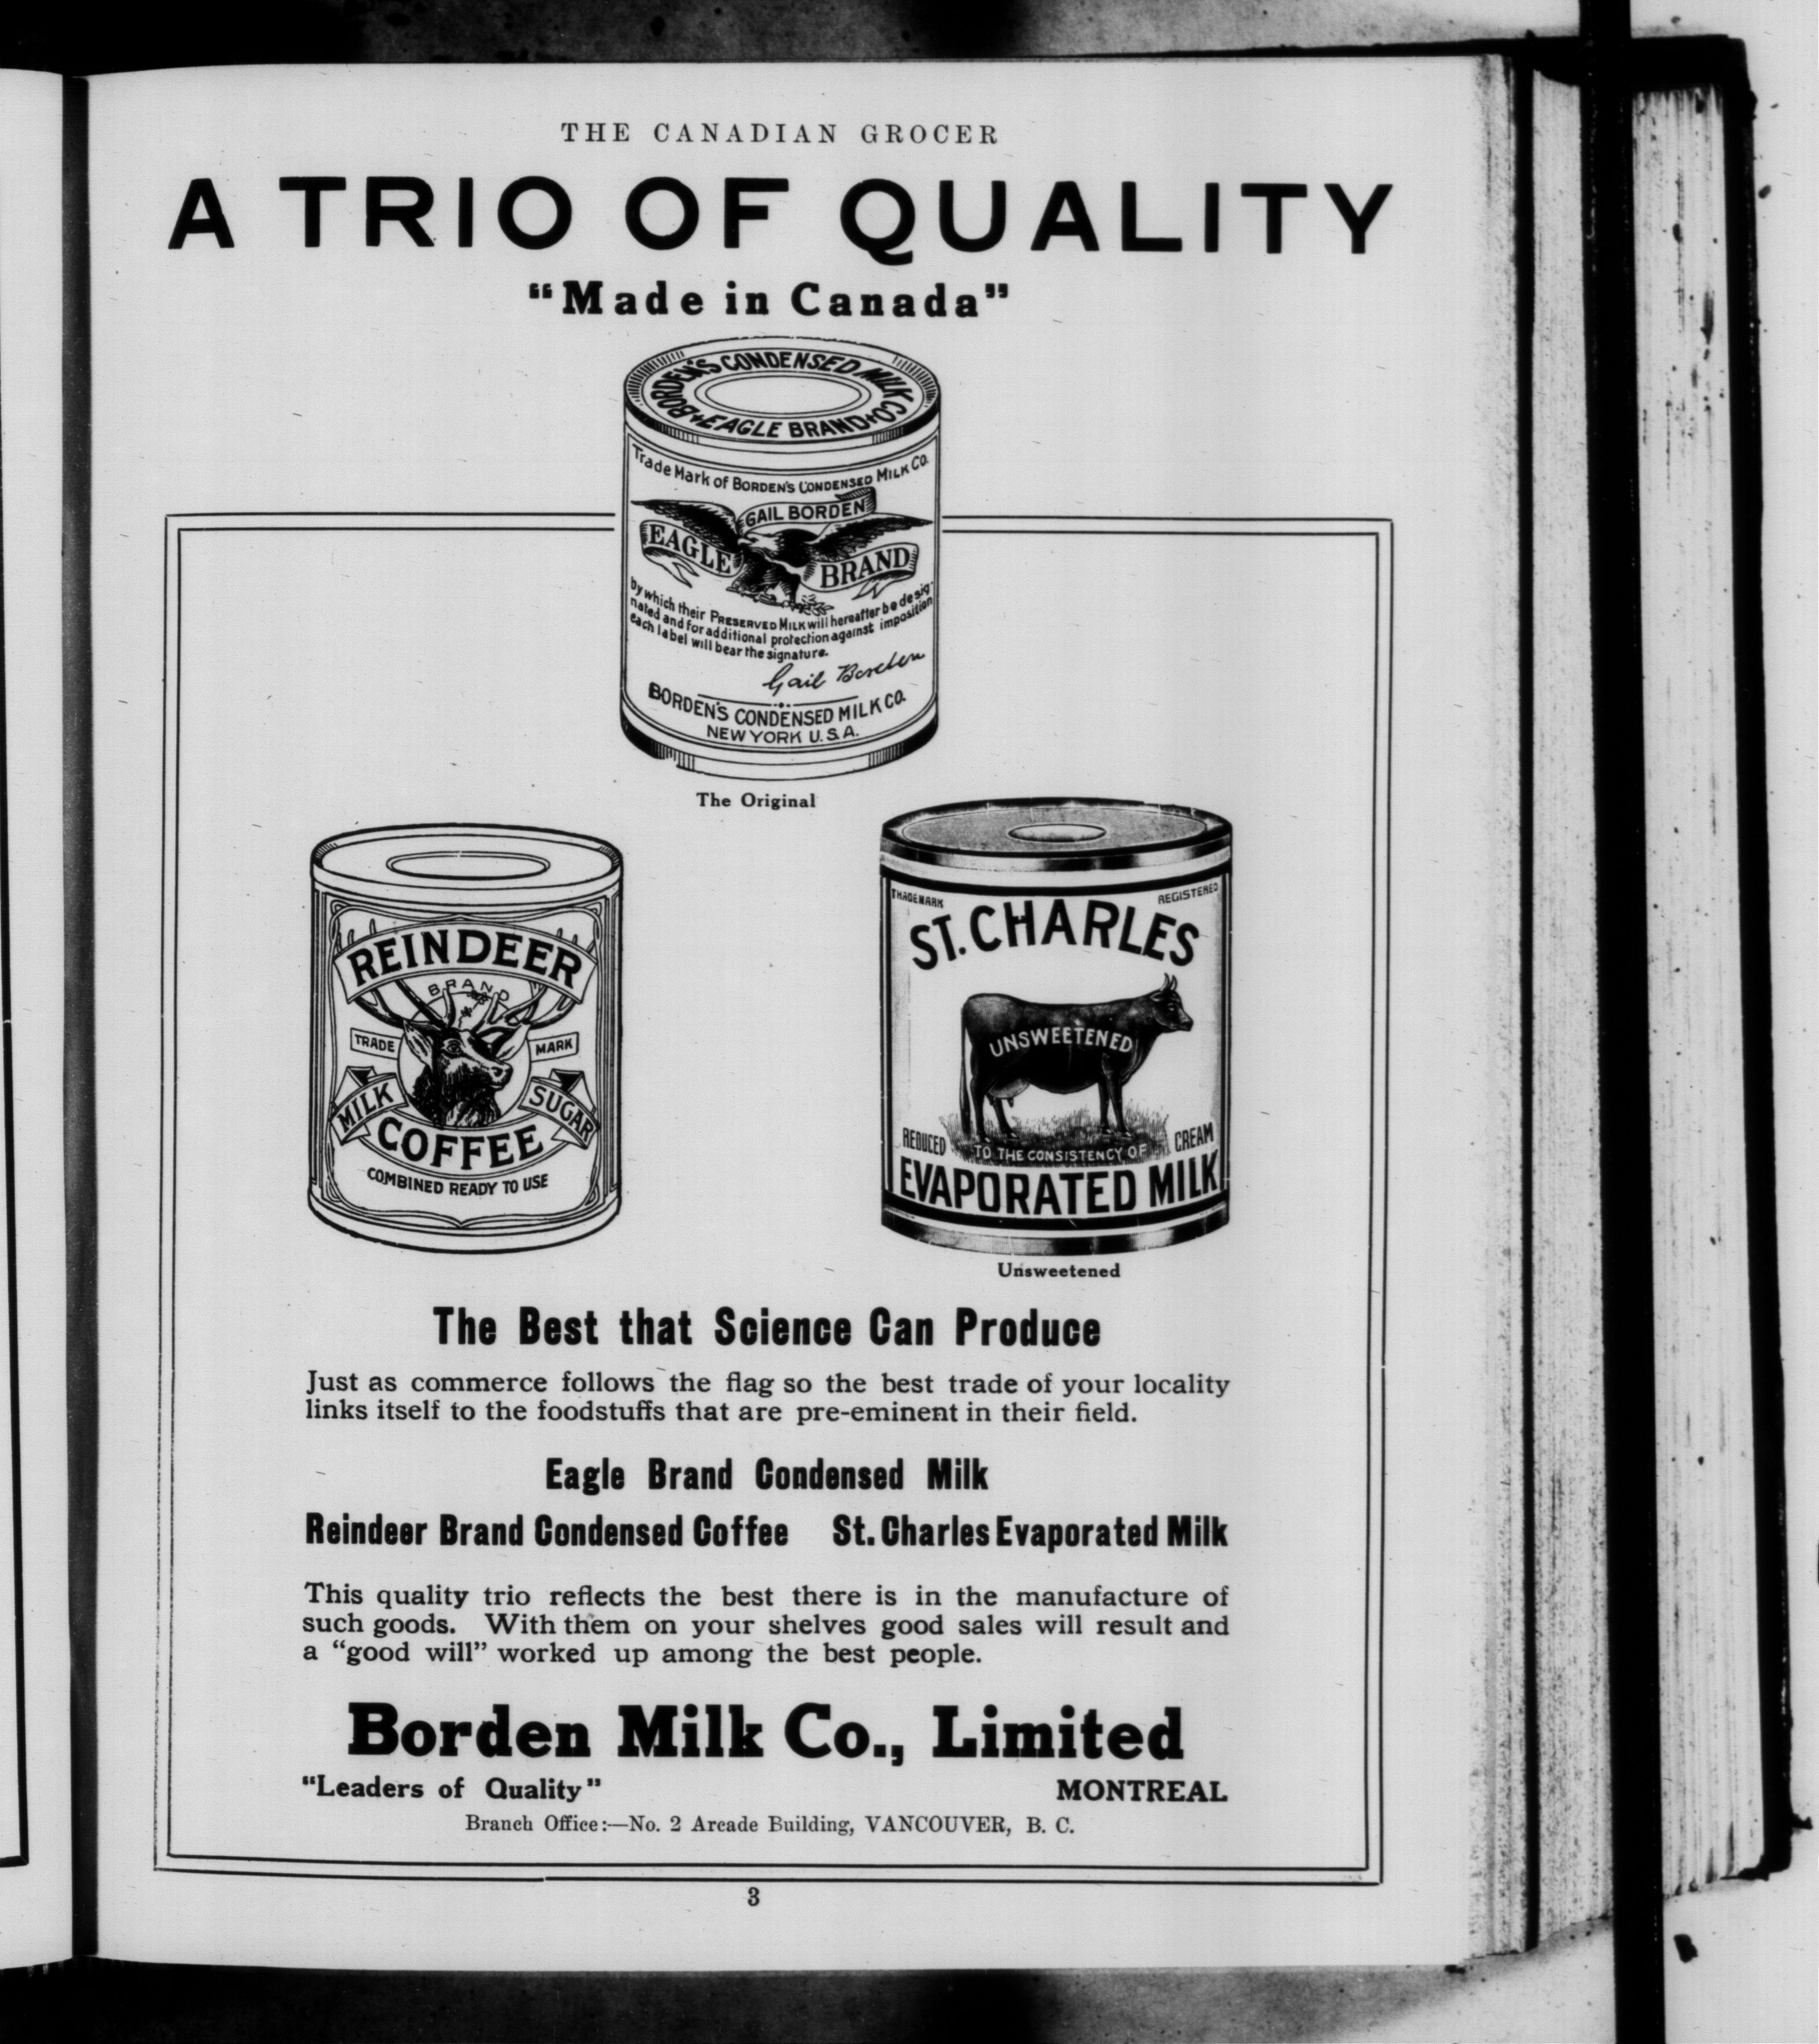 THE CANADIAN GROCER
A TRIO OF QUALITY
"Made in Canada"
BORDEN'S CONDENSED MILK CO
EAGLE BRAND
Trade Mark of BORDEN'S CONDENSED MILK CO.
GAIL BORDEN
EAGLE BRAND
by which their PRESERVED MILK will hereafter be desig-
nated and for additional protection against imposition
each label will bear the signature.
Gail Borden
BORDEN'S CONDENSED MILK CO.
NEW YORK U.S.A.
The Original
REINDEER
BRAND
TRADE MARK
MILK SUGAR
COFFEE
COMBINED READY TO USE
TRADEMARK REGISTERED
ST. CHARLES
UNSWEETENED
REDUCED TO THE CONSISTENCY OF CREAM
EVAPORATED MILK
Unsweetened
The Best that Science Can Produce
Just as commerce follows the flag so the best trade of your locality
links itself to the foodstuffs that are pre-eminent in their field.
Eagle Brand Condensed Milk
Reindeer Brand Condensed Coffee St. Charles Evaporated Milk
This quality trio reflects the best there is in the manufacture of
such goods. With them on your shelves good sales will result and
a "good will" worked up among the best people.
Borden Milk Co., Limited
"Leaders of Quality" MONTREAL
Branch Office:—No. 2 Arcade Building, VANCOUVER, B. C.
3